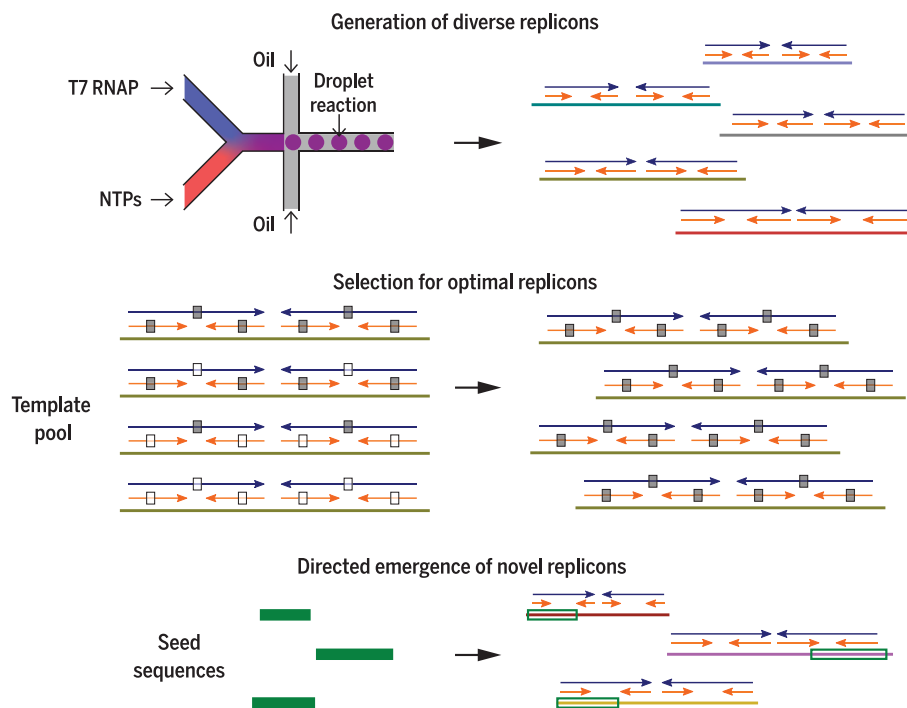 Generation of diverse replicons
Oil
T7 RNAP
Droplet
reaction
NTPs
Oil
Selection for optimal replicons
Template
pool
Directed emergence of novel replicons
Seed
sequences